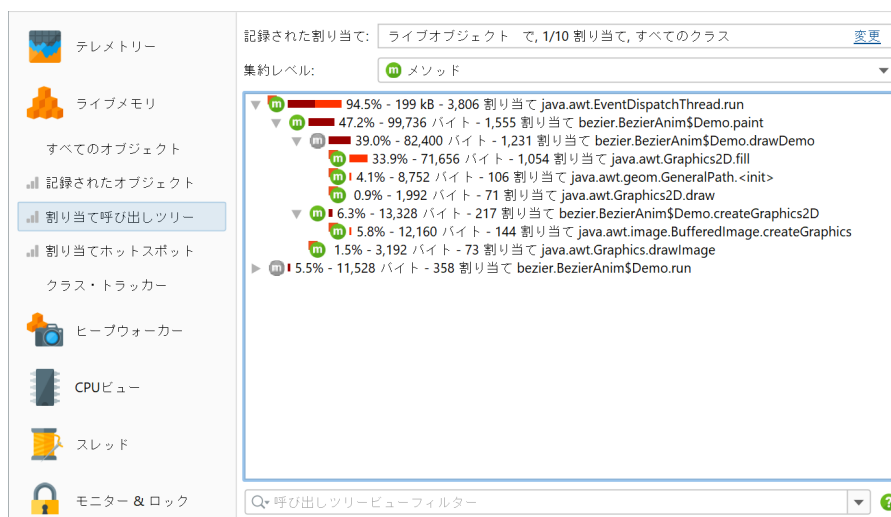 テレメトリー
ライブメモリ
すべてのオブジェクト
記録されたオブジェクト
割り当て呼び出しツリー
割り当てホットスポット
クラス・トラッカー
ヒープウォーカー
CPUビュー
スレッド
モニター & ロック
記録された割り当て: ライブオブジェクト で, 1/10 割り当て, すべてのクラス 変更
集約レベル: m メソッド
m 94.5% - 199 kB - 3,806 割り当て java.awt.EventDispatchThread.run
m 47.2% - 99,736 バイト - 1,555 割り当て bezier.BezierAnim$Demo.paint
m 39.0% - 82,400 バイト - 1,231 割り当て bezier.BezierAnim$Demo.drawDemo
m 33.9% - 71,656 バイト - 1,054 割り当て java.awt.Graphics2D.fill
m 4.1% - 8,752 バイト - 106 割り当て java.awt.geom.GeneralPath.<init>
m 0.9% - 1,992 バイト - 71 割り当て java.awt.Graphics2D.draw
m 6.3% - 13,328 バイト - 217 割り当て bezier.BezierAnim$Demo.createGraphics2D
m 5.8% - 12,160 バイト - 144 割り当て java.awt.image.BufferedImage.createGraphics
m 1.5% - 3,192 バイト - 73 割り当て java.awt.Graphics.drawImage
m 5.5% - 11,528 バイト - 358 割り当て bezier.BezierAnim$Demo.run
呼び出しツリービューフィルター ?